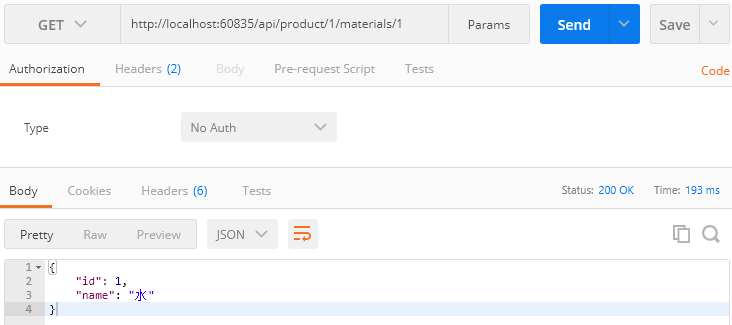 GET http://localhost:60835/api/product/1/materials/1 Params Send Save
Authorization Headers (2) Body Pre-request Script Tests Code
Type No Auth
Body Cookies Headers (6) Tests Status: 200 OK Time: 193 ms
Pretty Raw Preview JSON
1 {
2 "id": 1,
3 "name": "水"
4 }